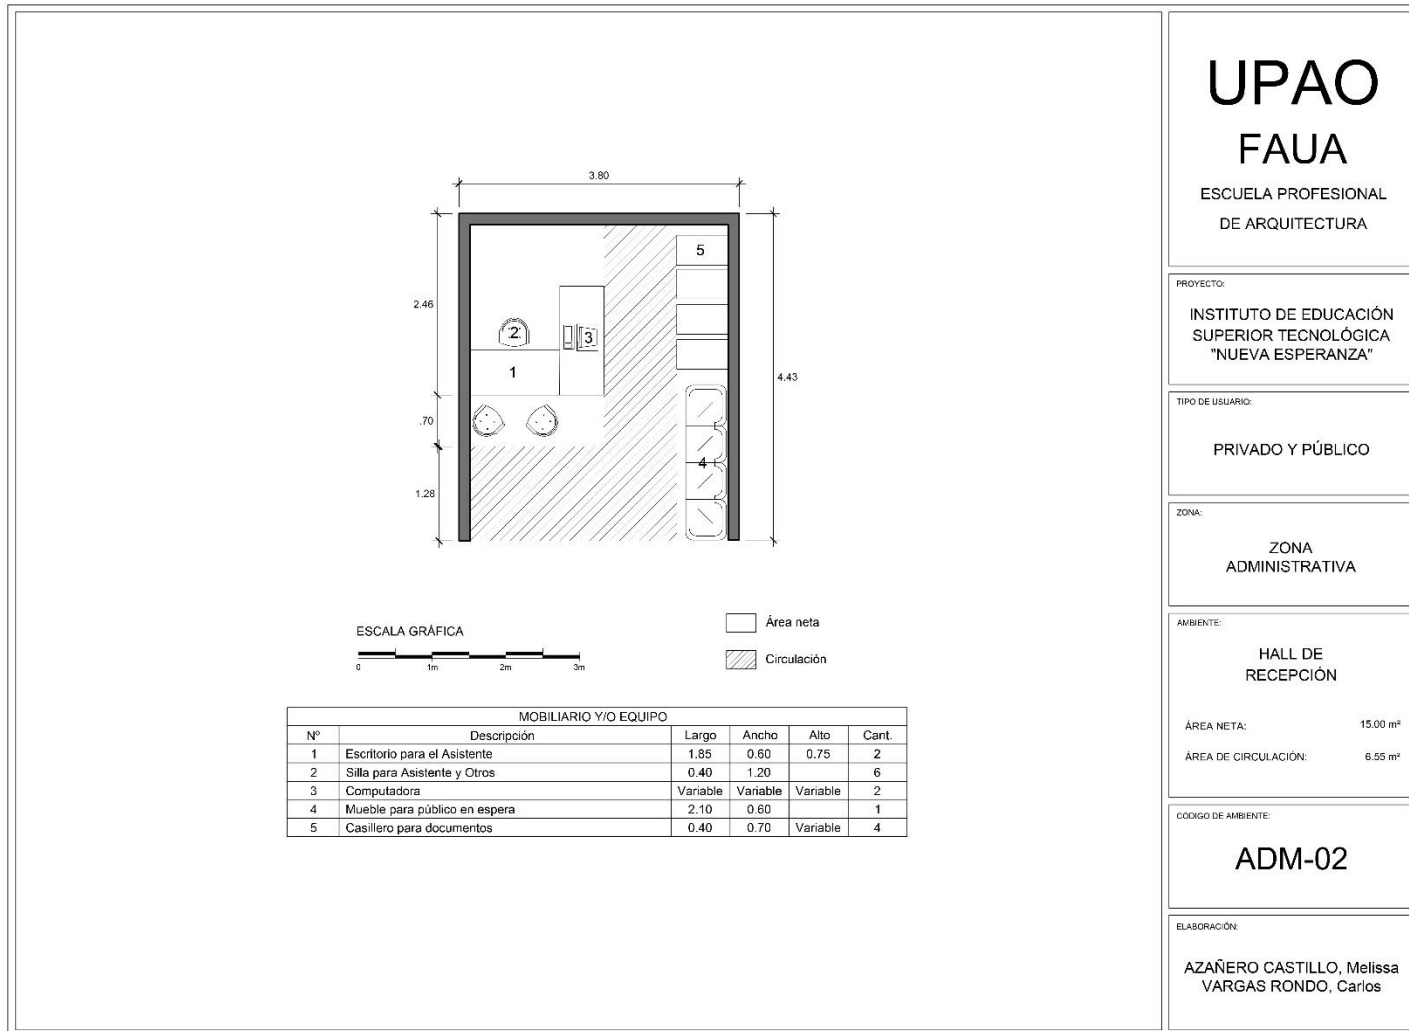 3.80
2.46
.70
1.28
4.43
5
2
3
1
4
ESCALA GRÁFICA
0 1m 2m 3m
Área neta
Circulación
MOBILIARIO Y/O EQUIPO
Nº Descripción Largo Ancho Alto Cant.
1 Escritorio para el Asistente 1.85 0.60 0.75 2
2 Silla para Asistente y Otros 0.40 1.20 6
3 Computadora Variable Variable Variable 2
4 Mueble para público en espera 2.10 0.60 1
5 Casillero para documentos 0.40 0.70 Variable 4
UPAO
FAUA
ESCUELA PROFESIONAL
DE ARQUITECTURA
PROYECTO:
INSTITUTO DE EDUCACIÓN
SUPERIOR TECNOLÓGICA
"NUEVA ESPERANZA"
TIPO DE USUARIO:
PRIVADO Y PÚBLICO
ZONA:
ZONA
ADMINISTRATIVA
AMBIENTE:
HALL DE
RECEPCIÓN
ÁREA NETA: 15.00 m²
ÁREA DE CIRCULACIÓN: 6.55 m²
CODIGO DE AMBIENTE:
ADM-02
ELABORACIÓN:
AZAÑERO CASTILLO, Melissa
VARGAS RONDO, Carlos